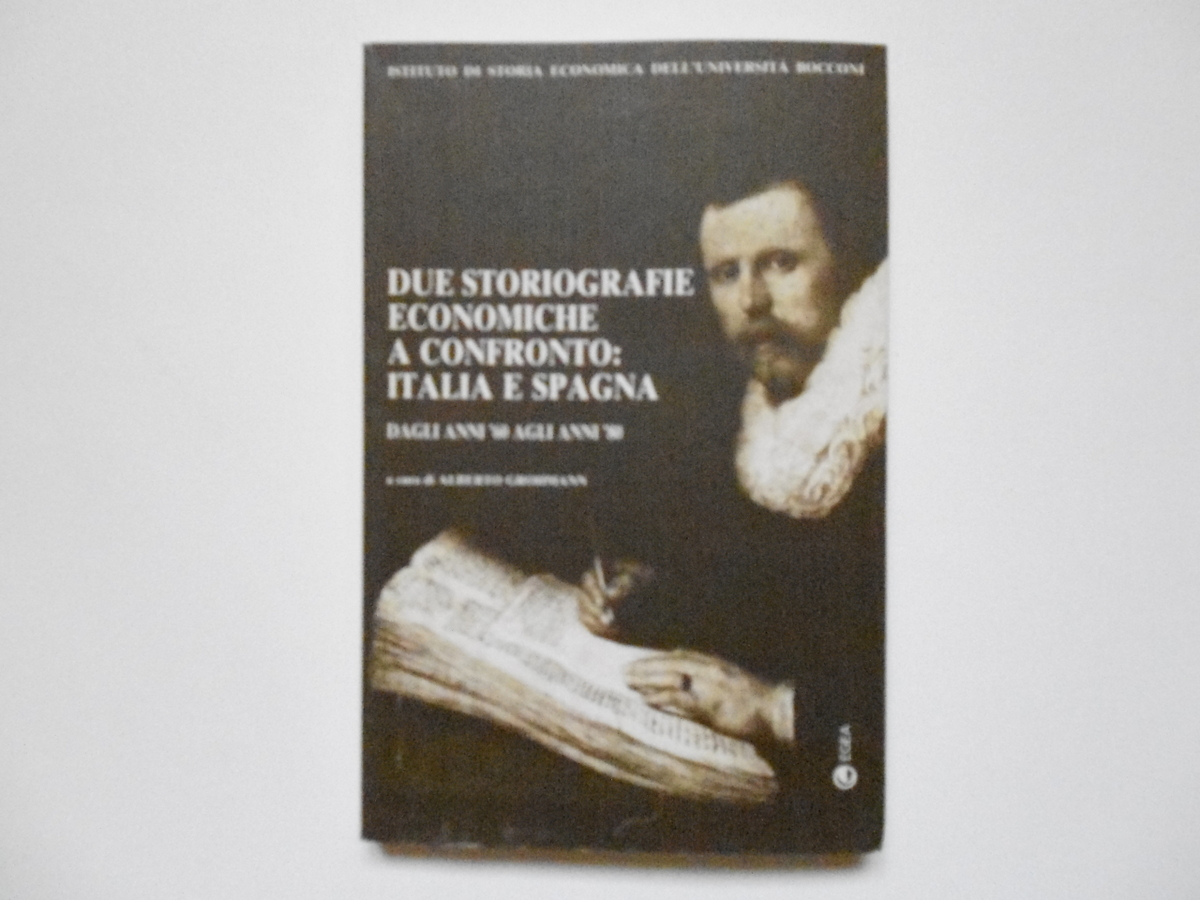 ISTITUTO DI STORIA ECONOMICA DELL'UNIVERSITÀ BOCCONI
DUE STORIOGRAFIE
ECONOMICHE
A CONFRONTO:
ITALIA E SPAGNA
DAGLI ANNI '60 AGLI ANNI '80
a cura di ALBERTO GROHMANN
EGEA